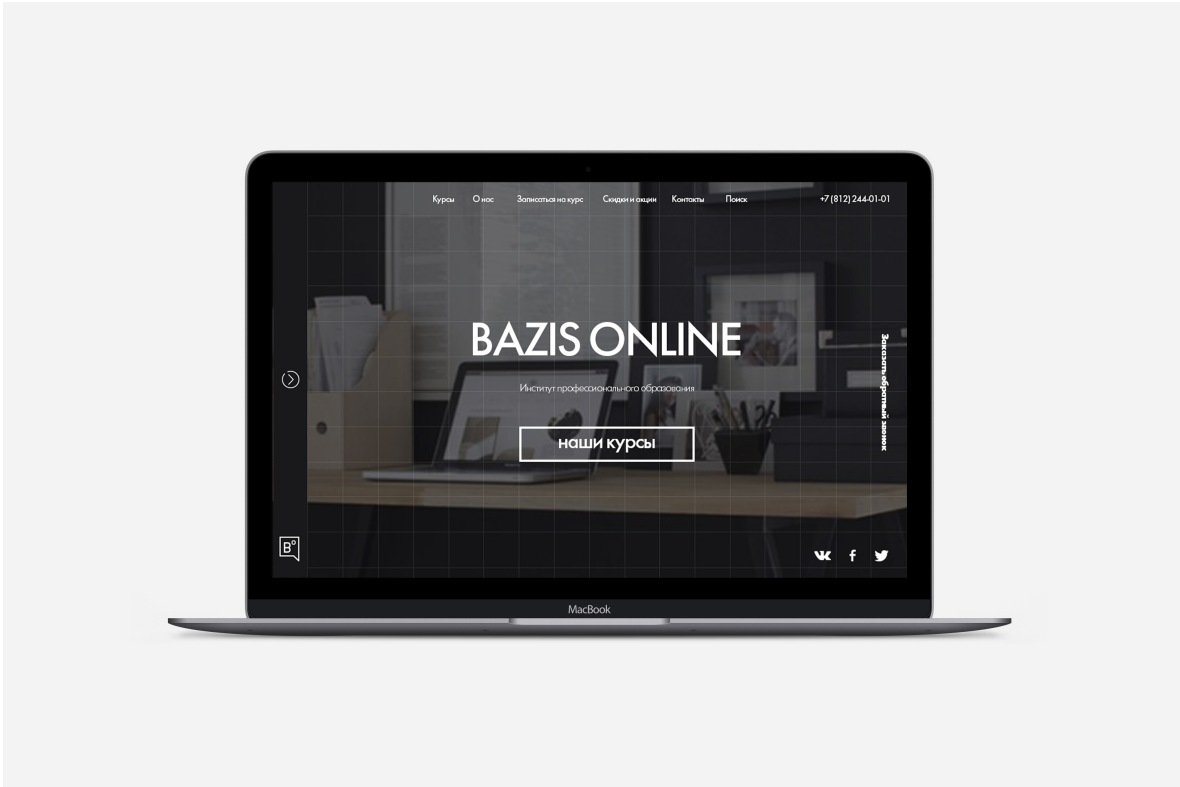 Курсы
О нас
Записаться на курс
Скидки и акции
Контакты
Поиск
+7 (812) 244-01-01
BAZIS ONLINE
Институт профессионального образования
наши курсы
Заказать обратный звонок
B°
MacBook